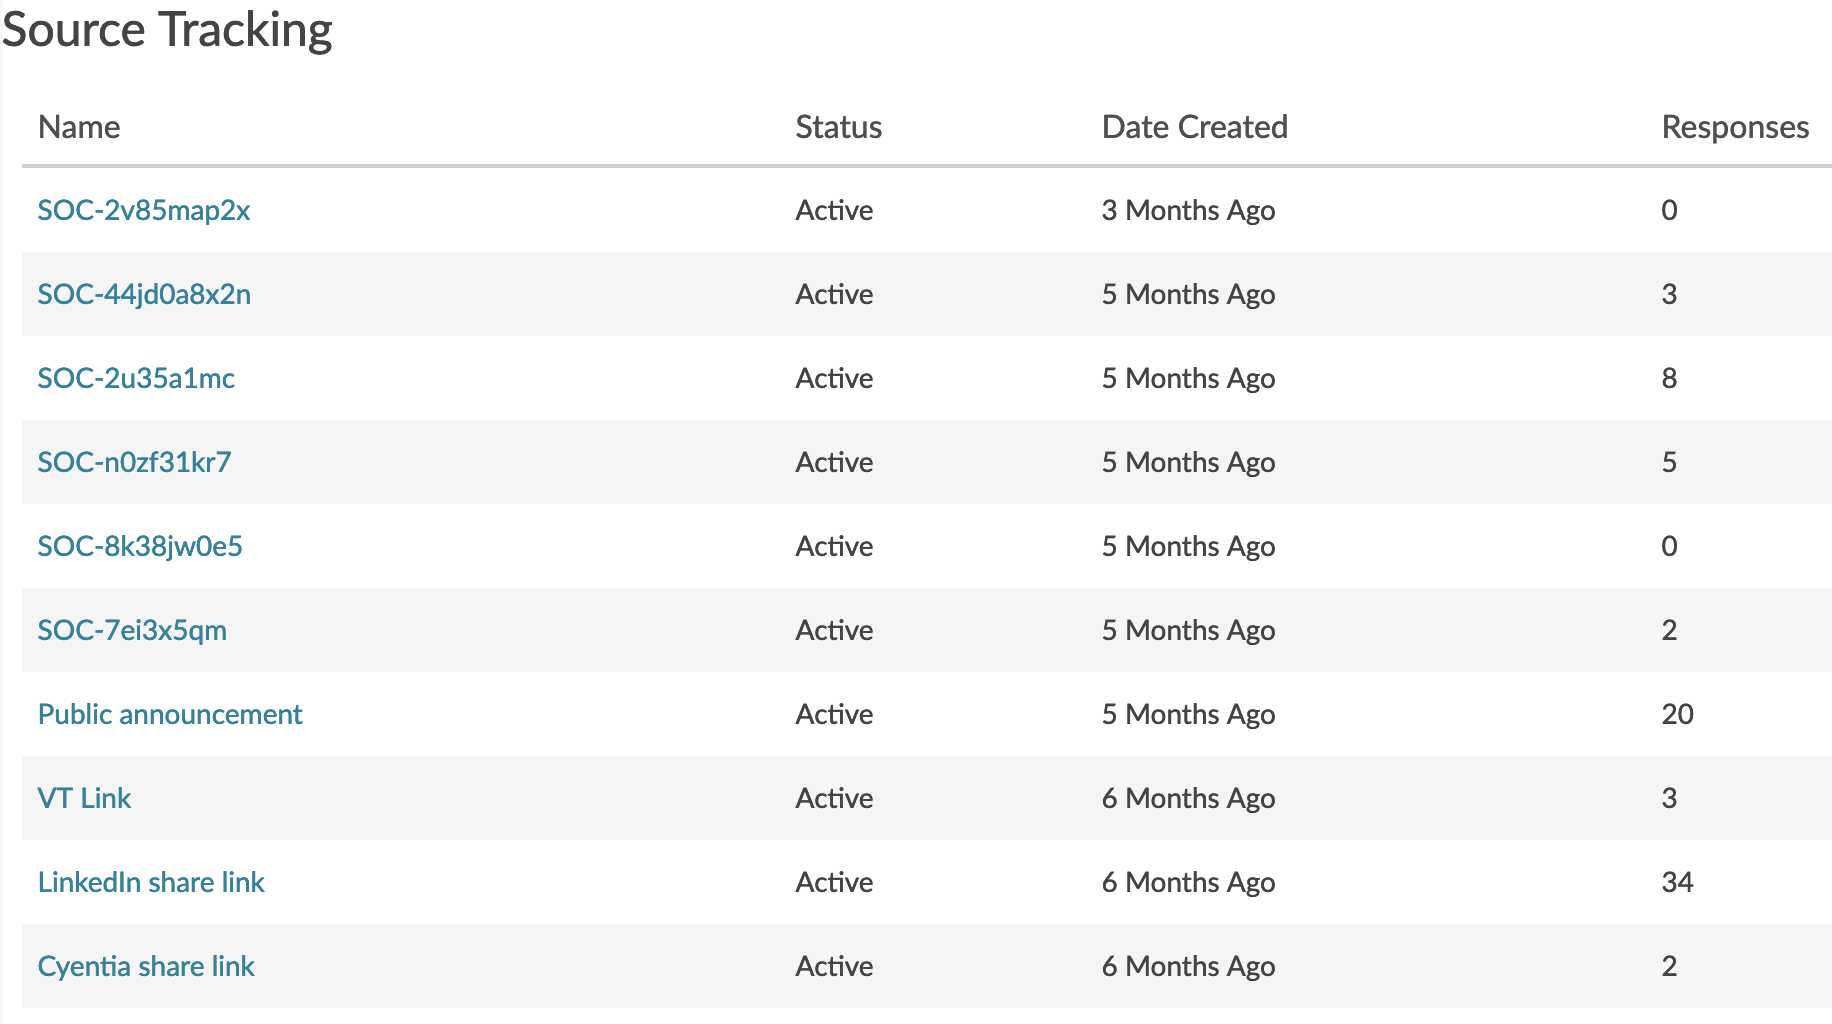 Source Tracking
Name Status Date Created Responses
SOC-2v85map2x Active 3 Months Ago 0
SOC-44jd0a8x2n Active 5 Months Ago 3
SOC-2u35a1mc Active 5 Months Ago 8
SOC-n0zf31kr7 Active 5 Months Ago 5
SOC-8k38jw0e5 Active 5 Months Ago 0
SOC-7ei3x5qm Active 5 Months Ago 2
Public announcement Active 5 Months Ago 20
VT Link Active 6 Months Ago 3
LinkedIn share link Active 6 Months Ago 34
Cyentia share link Active 6 Months Ago 2